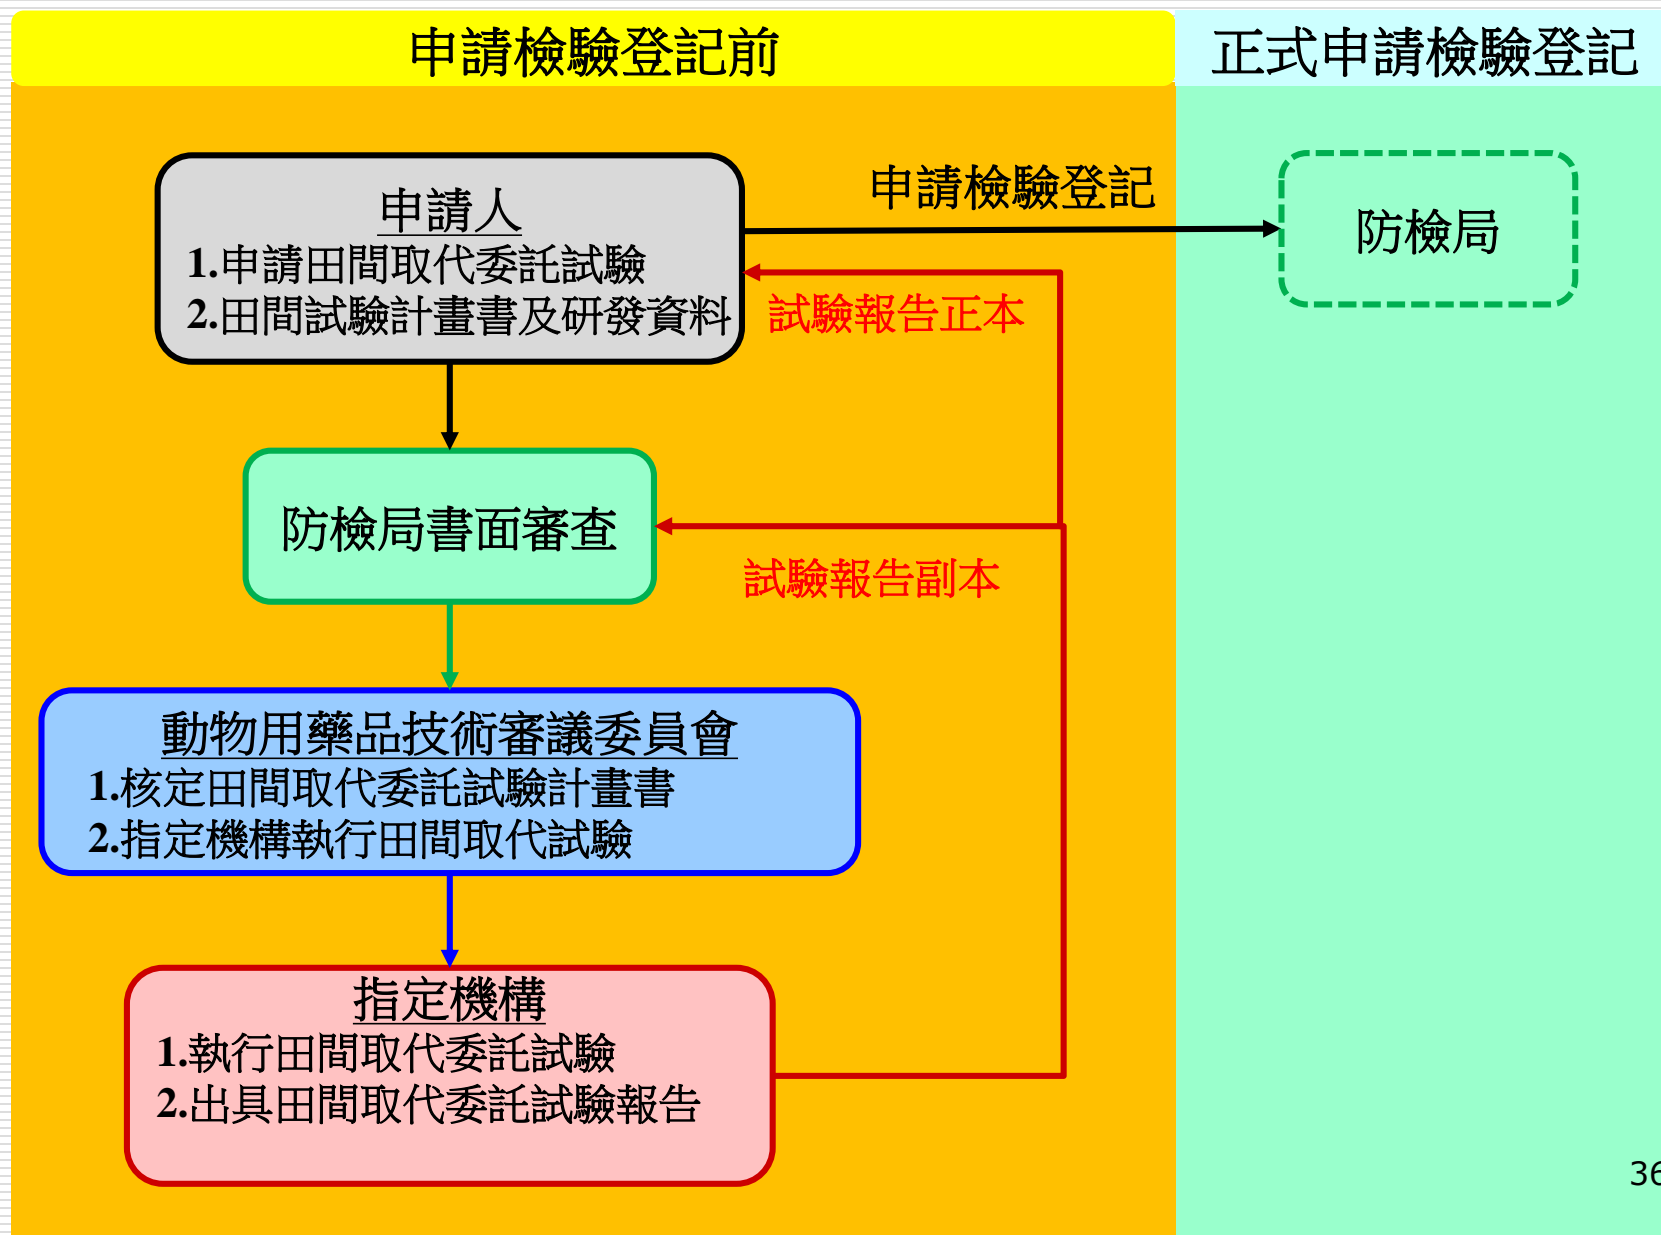 申請檢驗登記前
正式申請檢驗登記
申請人
1.申請田間取代委託試驗
2.田間試驗計畫書及研發資料
申請檢驗登記
防檢局
試驗報告正本
防檢局書面審查
試驗報告副本
動物用藥品技術審議委員會
1.核定田間取代委託試驗計畫書
2.指定機構執行田間取代試驗
指定機構
1.執行田間取代委託試驗
2.出具田間取代委託試驗報告
36